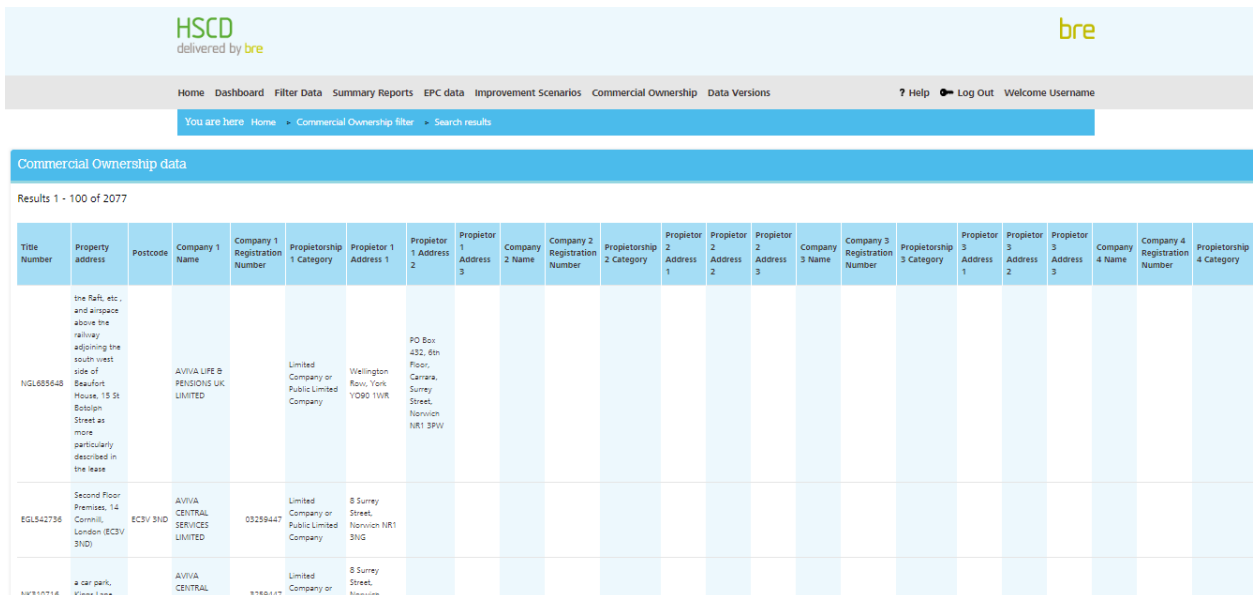 HSCD
delivered by bre
bre
Home Dashboard Filter Data Summary Reports EPC data Improvement Scenarios Commercial Ownership Data Versions ? Help Log Out Welcome Username
You are here Home ▸ Commercial Ownership filter ▸ Search results
Commercial Ownership data
Results 1 - 100 of 2077
Title Number
Property address
Postcode
Company 1 Name
Company 1 Registration Number
Propietorship 1 Category
Propietor 1 Address 1
Propietor 1 Address 2
Propietor 1 Address 3
Company 2 Name
Company 2 Registration Number
Propietorship 2 Category
Propietor 2 Address 1
Propietor 2 Address 2
Propietor 2 Address 3
Company 3 Name
Company 3 Registration Number
Propietorship 3 Category
Propietor 3 Address 1
Propietor 3 Address 2
Propietor 3 Address 3
Company 4 Name
Company 4 Registration Number
Propietorship 4 Category
NGL685648
the Raft, etc ,
and airspace
above the
railway
adjoining the
south west
side of
Beaufort
House, 15 St
Botolph
Street as
more
particularly
described in
the lease
AVIVA LIFE &
PENSIONS UK
LIMITED
Limited
Company or
Public Limited
Company
Wellington
Row, York
YO90 1WR
PO Box
432, 6th
Floor,
Carrara,
Surrey
Street,
Norwich
NR1 3PW
EGL542736
Second Floor
Premises, 14
Cornhill,
London (EC3V
3ND)
EC3V 3ND
AVIVA
CENTRAL
SERVICES
LIMITED
03259447
Limited
Company or
Public Limited
Company
8 Surrey
Street,
Norwich NR1
3NG
a car park,
AVIVA
CENTRAL
Limited
Company or
8 Surrey
Street,